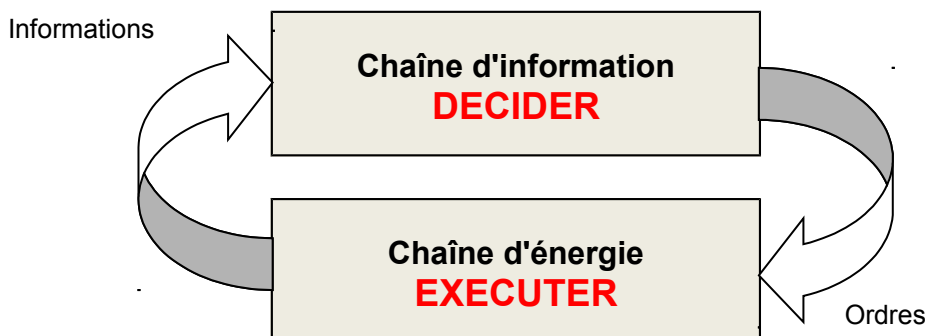 Informations
Chaîne d'information
DECIDER
Chaîne d'énergie
EXECUTER
Ordres